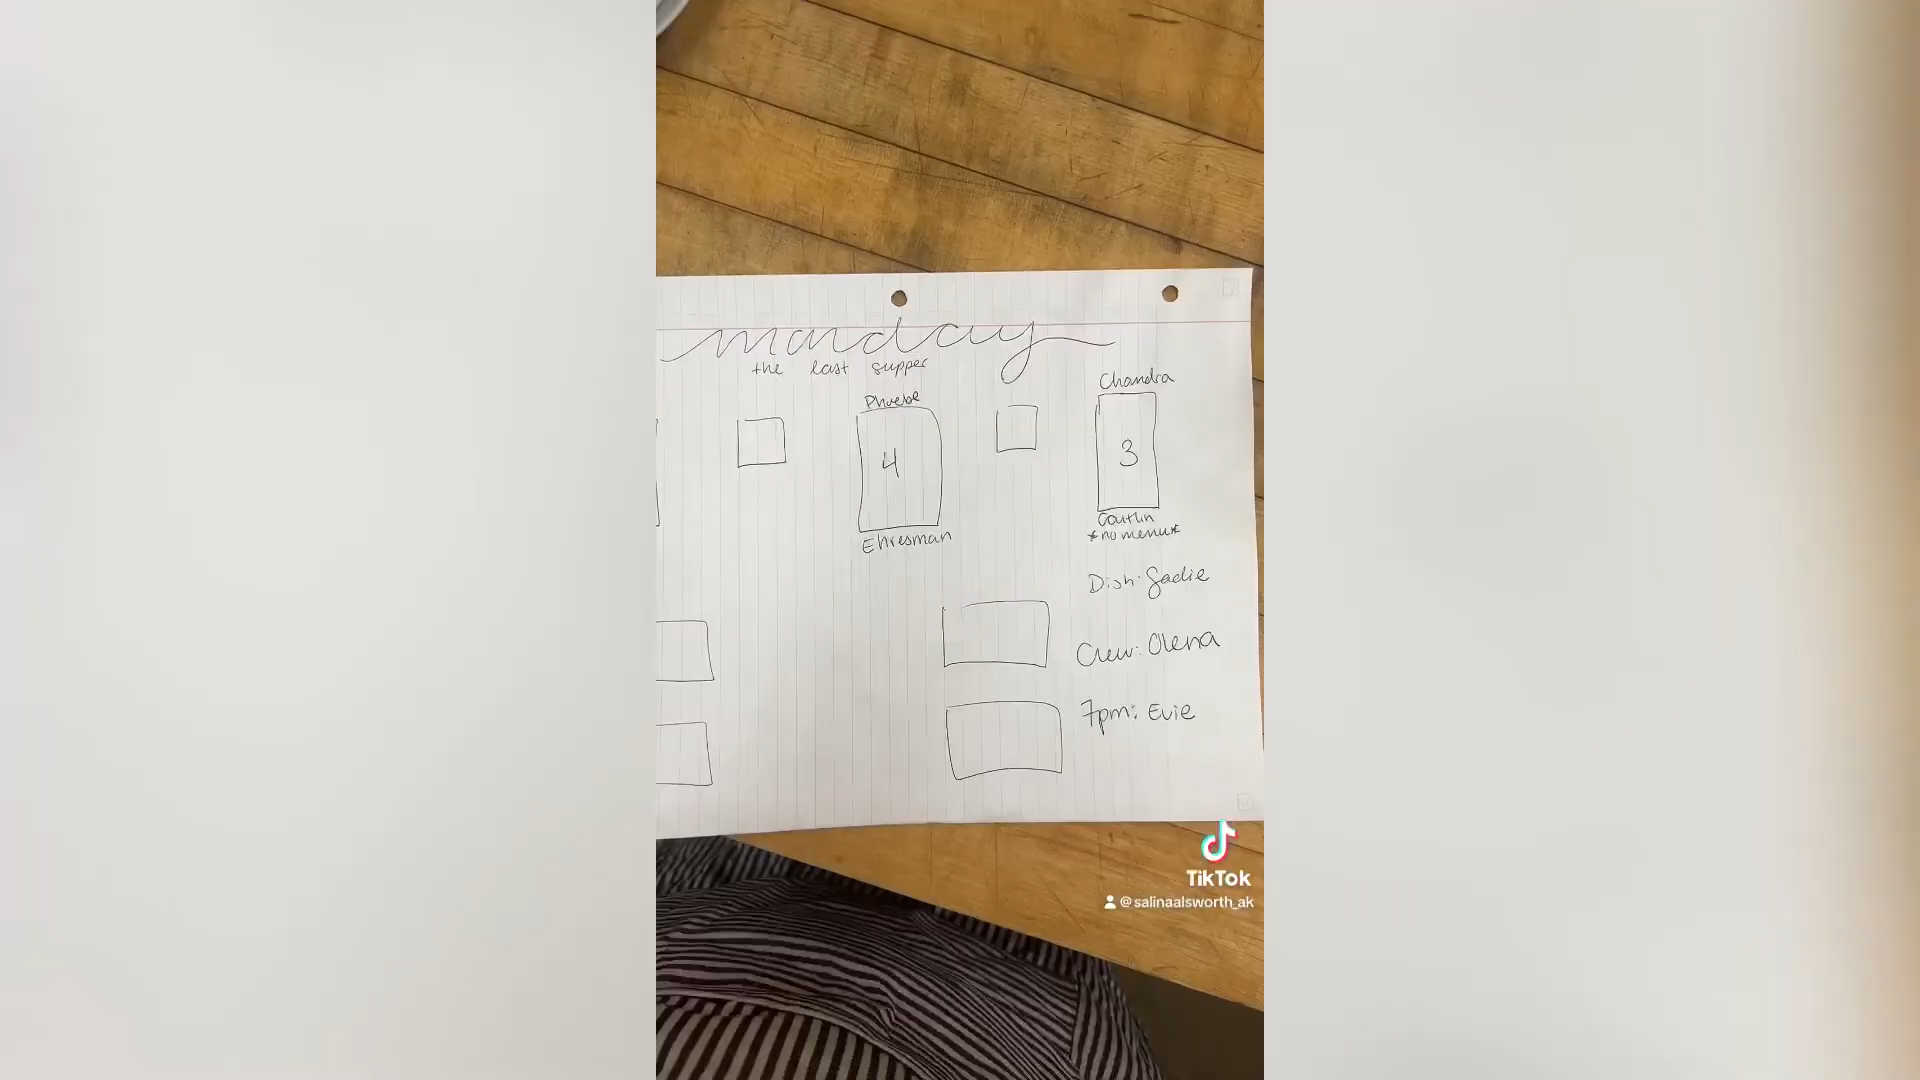 monday
the last supper
Phoebe
4
Ehresman
Chandra
3
Caitlin
*no menu*
Dish: Sadie
Crew: Olena
7pm: Evie
TikTok
@salinaalsworth_ak